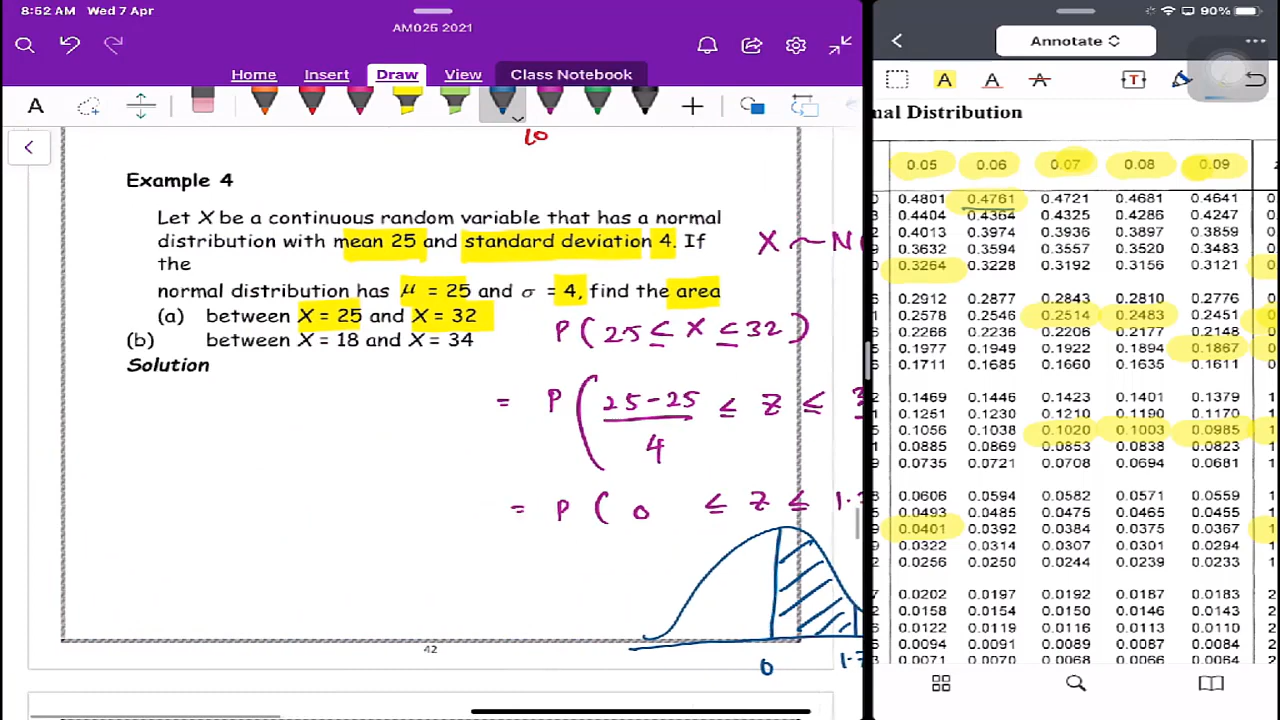 8:52 AM Wed 7 Apr
90%
AM025 2021
Annotate
Home Insert Draw View Class Notebook
A
A A A T
10
Example 4
Let X be a continuous random variable that has a normal
distribution with mean 25 and standard deviation 4. If
the
normal distribution has μ = 25 and σ = 4, find the area
(a) between X = 25 and X = 32
(b) between X = 18 and X = 34
Solution
X ~ N(
P(25 ≤ X ≤ 32)
= P(25-25/4 ≤ Z ≤ 3
= P(0 ≤ Z ≤ 1.7
0 1.7
42
nal Distribution
0.05 0.06 0.07 0.08 0.09
0.4801 0.4761 0.4721 0.4681 0.4641
0.4404 0.4364 0.4325 0.4286 0.4247
0.4013 0.3974 0.3936 0.3897 0.3859
0.3632 0.3594 0.3557 0.3520 0.3483
0.3264 0.3228 0.3192 0.3156 0.3121
0.2912 0.2877 0.2843 0.2810 0.2776
0.2578 0.2546 0.2514 0.2483 0.2451
0.2266 0.2236 0.2206 0.2177 0.2148
0.1977 0.1949 0.1922 0.1894 0.1867
0.1711 0.1685 0.1660 0.1635 0.1611
0.1469 0.1446 0.1423 0.1401 0.1379
0.1251 0.1230 0.1210 0.1190 0.1170
0.1056 0.1038 0.1020 0.1003 0.0985
0.0885 0.0869 0.0853 0.0838 0.0823
0.0735 0.0721 0.0708 0.0694 0.0681
0.0606 0.0594 0.0582 0.0571 0.0559
0.0493 0.0485 0.0475 0.0465 0.0455
0.0401 0.0392 0.0384 0.0375 0.0367
0.0322 0.0314 0.0307 0.0301 0.0294
0.0256 0.0250 0.0244 0.0239 0.0233
0.0202 0.0197 0.0192 0.0187 0.0183
0.0158 0.0154 0.0150 0.0146 0.0143
0.0122 0.0119 0.0116 0.0113 0.0110
0.0094 0.0091 0.0089 0.0087 0.0084
0.0071 0.0070 0.0068 0.0066 0.0064